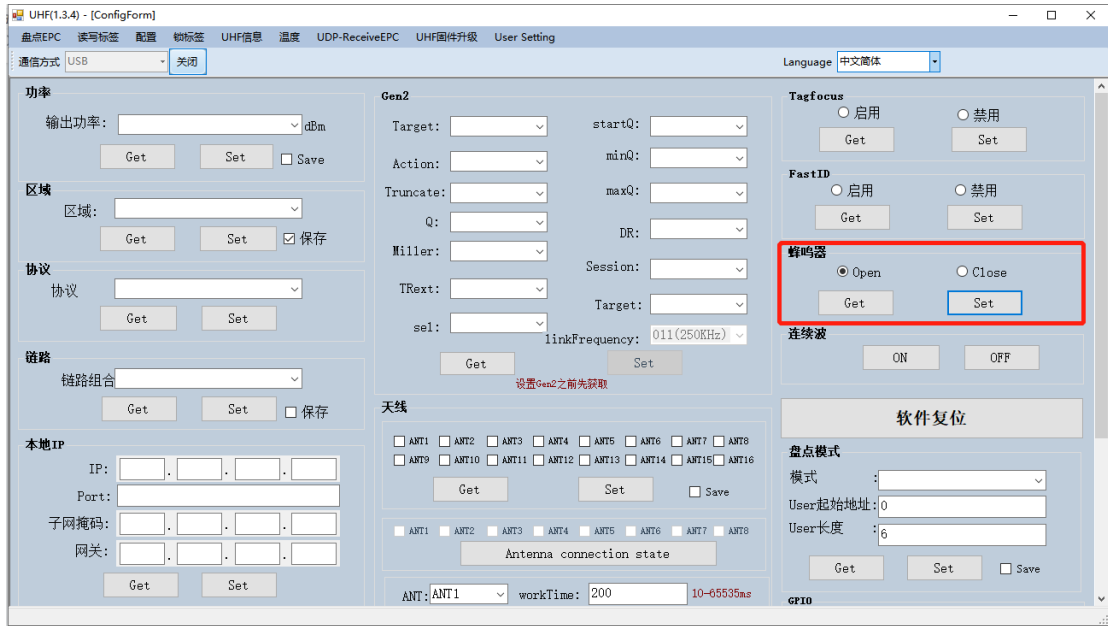 UHF(1.3.4) - [ConfigForm]
盘点EPC 读写标签 配置 锁标签 UHF信息 温度 UDP-ReceiveEPC UHF固件升级 User Setting
通信方式 USB 关闭 Language 中文简体
功率
输出功率: dBm
Get Set Save
区域
区域:
Get Set 保存
协议
协议
Get Set
链路
链路组合
Get Set 保存
本地IP
IP: . . .
Port:
子网掩码: . . .
网关: . . .
Get Set
Gen2
Target: startQ:
Action: minQ:
Truncate: maxQ:
Q: DR:
Miller: Session:
TRext: Target:
sel: linkFrequency: 011(250KHz)
Get Set
设置Gen2之前先获取
天线
ANT1 ANT2 ANT3 ANT4 ANT5 ANT6 ANT7 ANT8
ANT9 ANT10 ANT11 ANT12 ANT13 ANT14 ANT15 ANT16
Get Set Save
ANT1 ANT2 ANT3 ANT4 ANT5 ANT6 ANT7 ANT8
Antenna connection state
ANT: ANT1 workTime: 200 10-65535ms
Tagfocus
启用 禁用
Get Set
FastID
启用 禁用
Get Set
蜂鸣器
Open Close
Get Set
连续波
ON OFF
软件复位
盘点模式
模式 :
User起始地址: 0
User长度 : 6
Get Set Save
GPIO